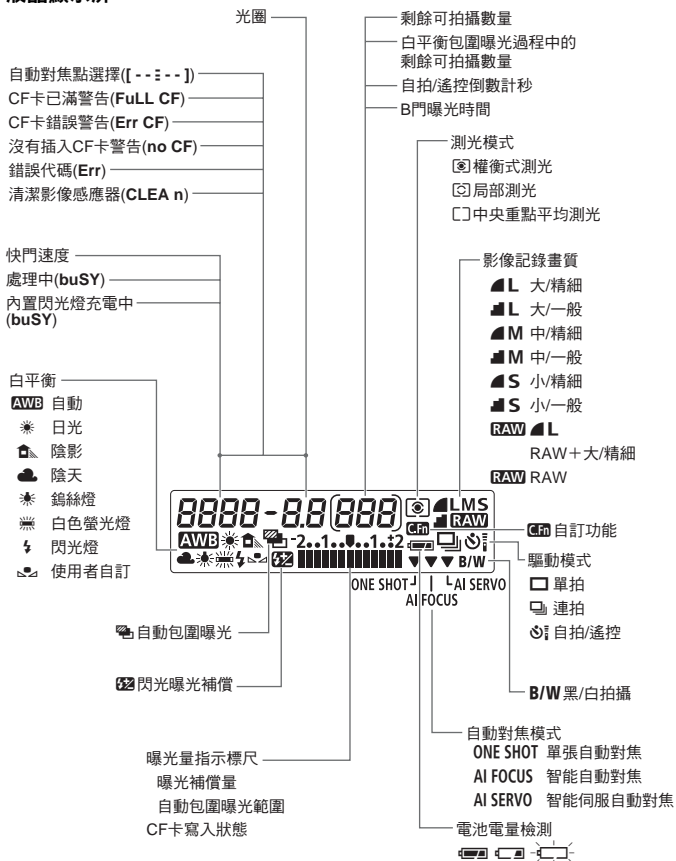 光圈
自動對焦點選擇([ - - - - ])
CF卡已滿警告(FuLL CF)
CF卡錯誤警告(Err CF)
沒有插入CF卡警告(no CF)
錯誤代碼(Err)
清潔影像感應器(CLEA n)
剩餘可拍攝數量
白平衡包圍曝光過程中的
剩餘可拍攝數量
自拍/遙控倒數計秒
B門曝光時間
測光模式
權衡式測光
局部測光
中央重點平均測光
快門速度
處理中(buSY)
內置閃光燈充電中
(buSY)
影像記錄畫質
L 大/精細
L 大/一般
M 中/精細
M 中/一般
S 小/精細
S 小/一般
RAW L
RAW＋大/精細
RAW RAW
白平衡
AWB 自動
日光
陰影
陰天
鎢絲燈
白色螢光燈
閃光燈
使用者自訂
8888-8.8(888) LMS
C.Fn RAW
AWB -2..1...1..+2
B/W
ONE SHOT AI SERVO
AI FOCUS
C.Fn 自訂功能
驅動模式
單拍
連拍
自拍/遙控
自動包圍曝光
閃光曝光補償
B/W 黑/白拍攝
曝光量指示標尺
曝光補償量
自動包圍曝光範圍
CF卡寫入狀態
自動對焦模式
ONE SHOT 單張自動對焦
AI FOCUS 智能自動對焦
AI SERVO 智能伺服自動對焦
電池電量檢測